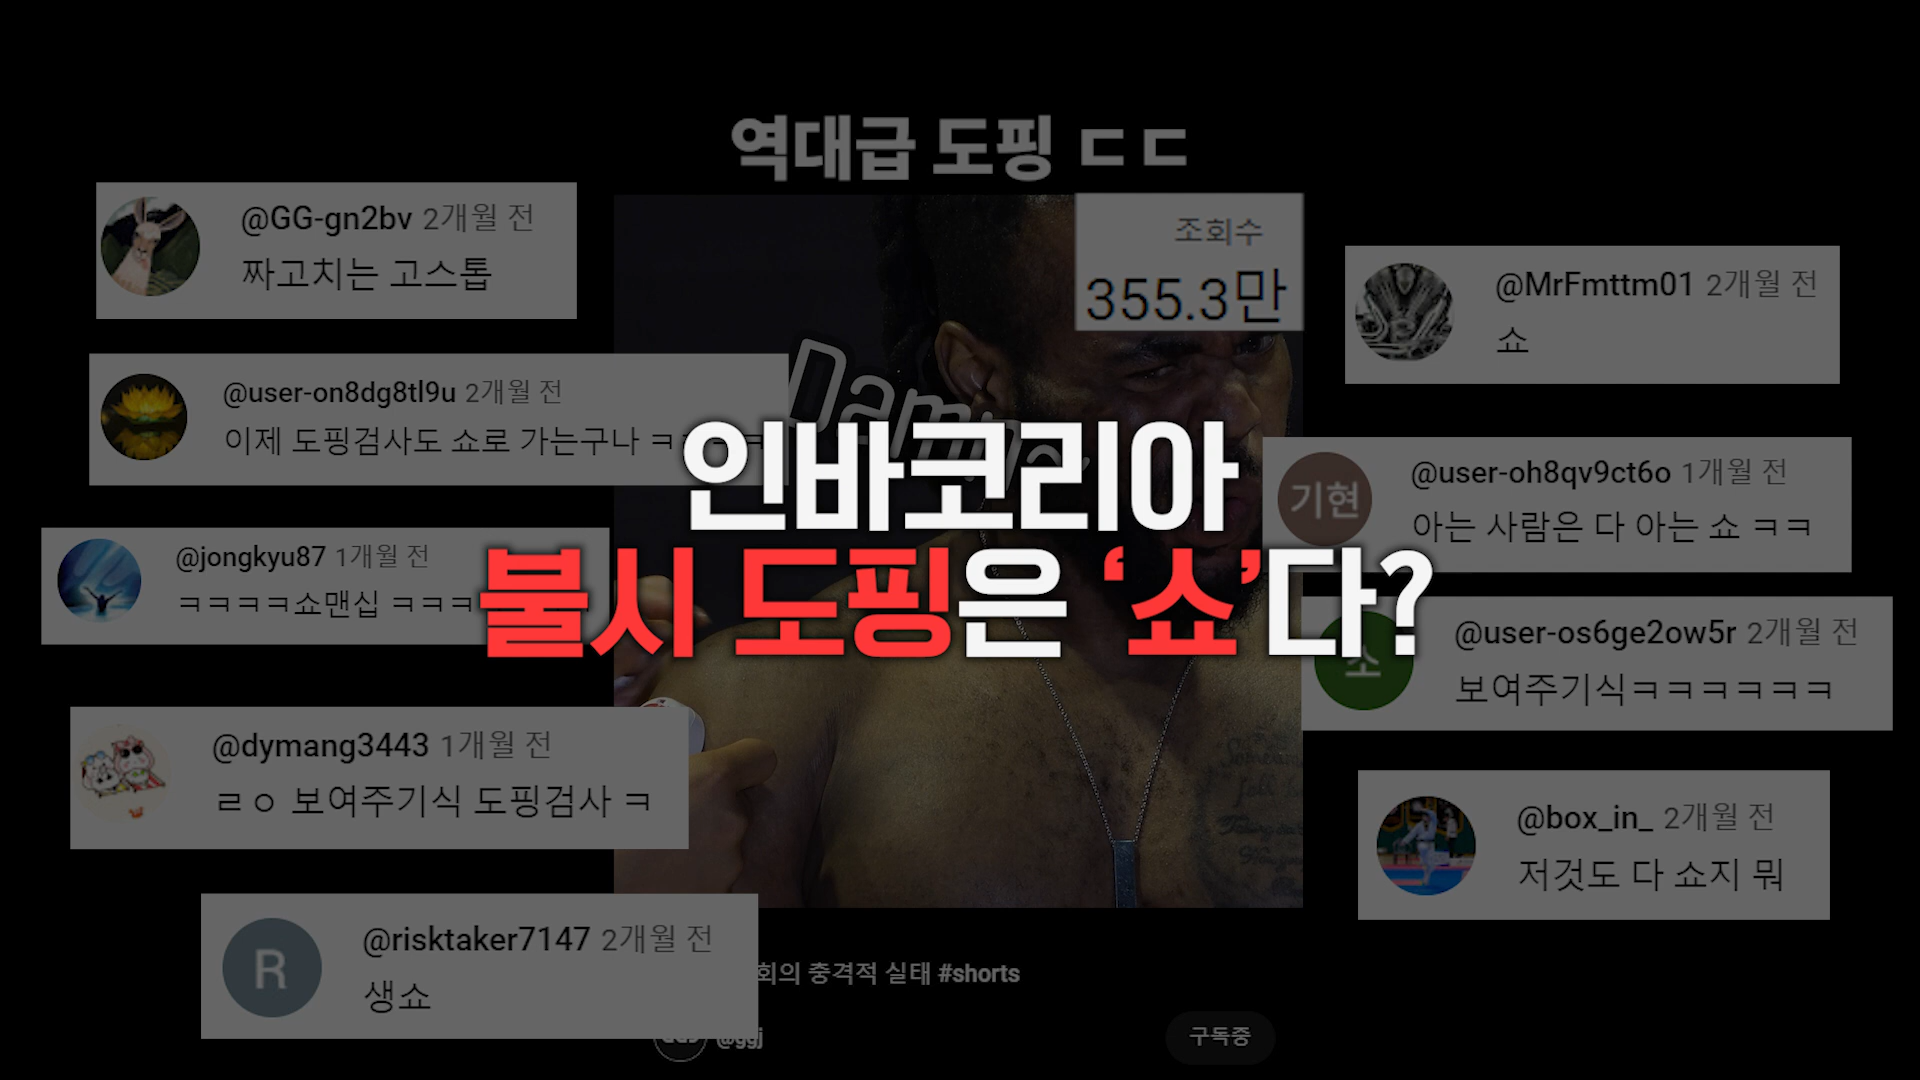 역대급 도핑 ㄷㄷ
조회수
355.3만
@GG-gn2bv 2개월 전
짜고치는 고스톱
@user-on8dg8tl9u 2개월 전
이제 도핑검사도 쇼로 가는구나
@jongkyu87 1개월 전
ㅋㅋㅋㅋ쇼맨십 ㅋㅋㅋ
@dymang3443 1개월 전
ㄹㅇ 보여주기식 도핑검사 ㅋ
R
@risktaker7147 2개월 전
생쇼
인바코리아
불시 도핑은 ‘쇼’다?
@MrFmttm01 2개월 전
쇼
기현
@user-oh8qv9ct6o 1개월 전
아는 사람은 다 아는 쇼 ㅋㅋ
소
@user-os6ge2ow5r 2개월 전
보여주기식ㅋㅋㅋㅋㅋㅋ
@box_in_ 2개월 전
저것도 다 쇼지 뭐
회의 충격적 실태 #shorts
@ggj
구독중